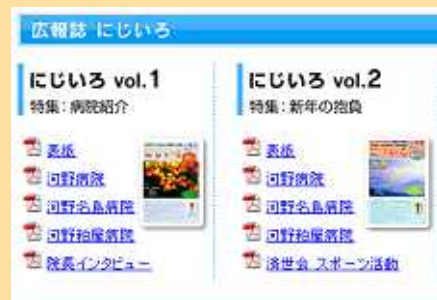 広報誌 にじいろ
にじいろ vol.1
特集：病院紹介
表紙
河野病院
河野名島病院
河野粕屋病院
院長インタビュー
にじいろ vol.2
特集：新年の抱負
表紙
河野病院
河野名島病院
河野粕屋病院
済世会 スポーツ活動